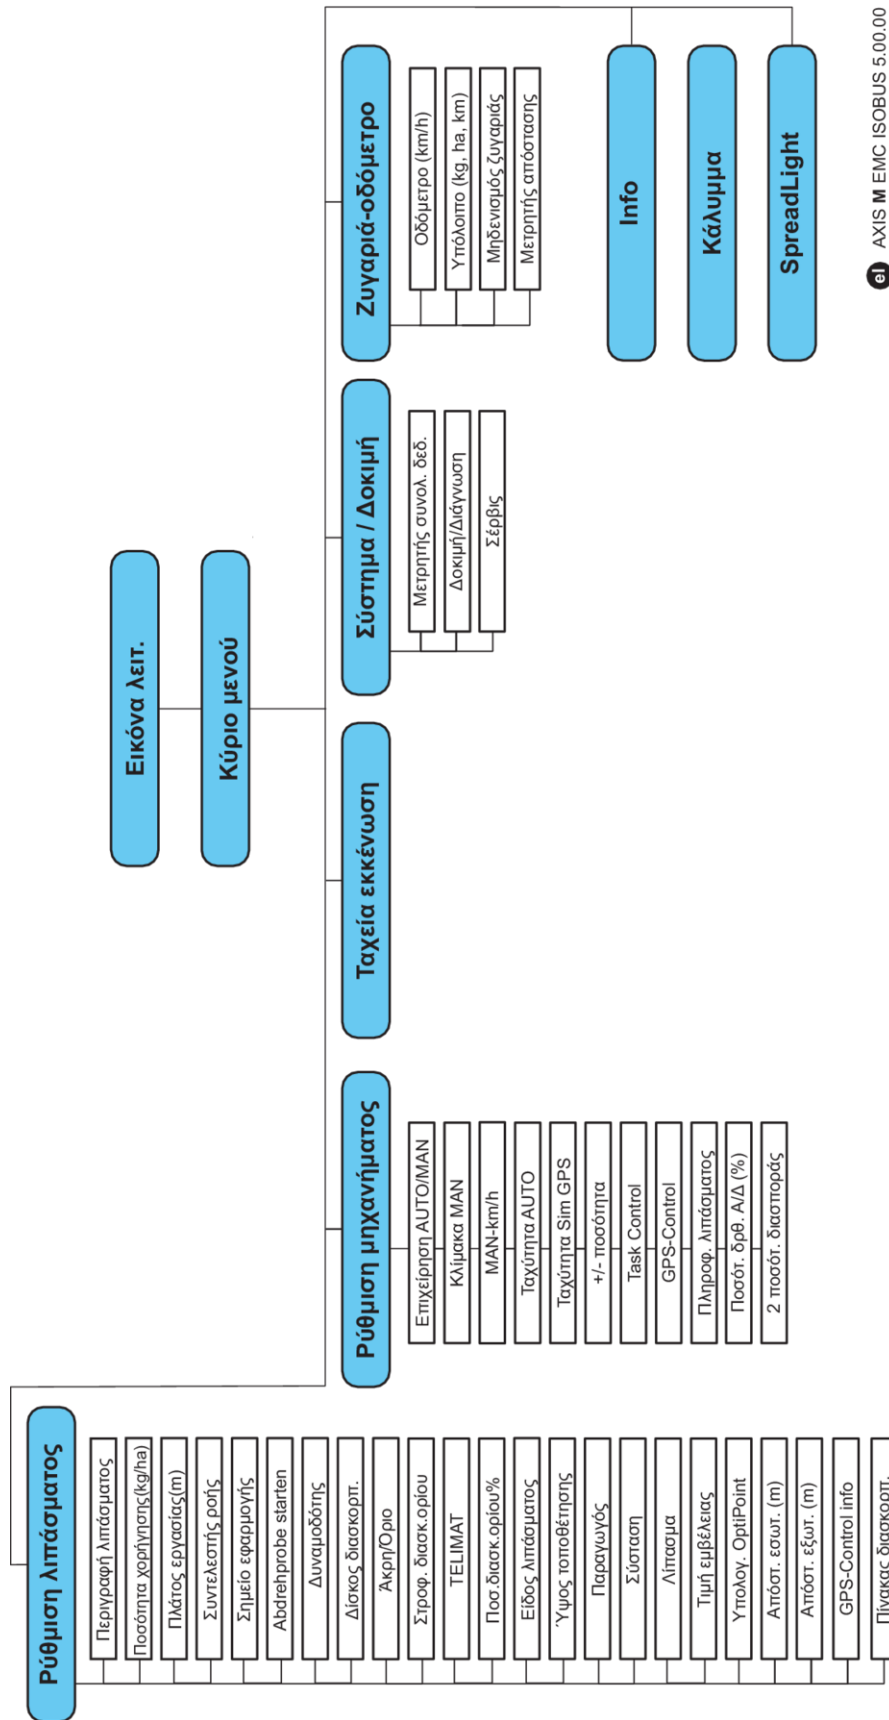 Εικόνα λειτ.
Κύριο μενού
Ρύθμιση λιπάσματος
Περιγραφή λιπάσματος
Ποσότητα χορήγησης(kg/ha)
Πλάτος εργασίας(m)
Συντελεστής ροής
Σημείο εφαρμογής
Abdrehprobe starten
Δυναμοδότης
Δίσκος διασκορπ.
Άκρη/Όριο
Στροφ. διασκ.ορίου
TELIMAT
Ποσ.διασκ.ορίου%
Είδος λιπάσματος
Ύψος τοποθέτησης
Παραγωγός
Σύσταση
Λίπασμα
Τιμή εμβέλειας
Υπολογ. OptiPoint
Απόστ. εσωτ. (m)
Απόστ. εξωτ. (m)
GPS-Control info
Πίνακας διασκορπ.
Ρύθμιση μηχανήματος
Επιχείρηση AUTO/MAN
Κλίμακα MAN
MAN-km/h
Ταχύτητα AUTO
Ταχύτητα Sim GPS
+/- ποσότητα
Task Control
GPS-Control
Πληροφ. λιπάσματος
Ποσότ. δρθ. Α/Δ (%)
2 ποσότ. διασποράς
Ταχεία εκκένωση
Σύστημα / Δοκιμή
Μετρητής συνολ. δεδ.
Δοκιμή/Διάγνωση
Σέρβις
Ζυγαριά-οδόμετρο
Οδόμετρο (km/h)
Υπόλοιπο (kg, ha, km)
Μηδενισμός ζυγαριάς
Μετρητής απόστασης
Info
Κάλυμμα
SpreadLight
el AXIS M EMC ISOBUS 5.00.00